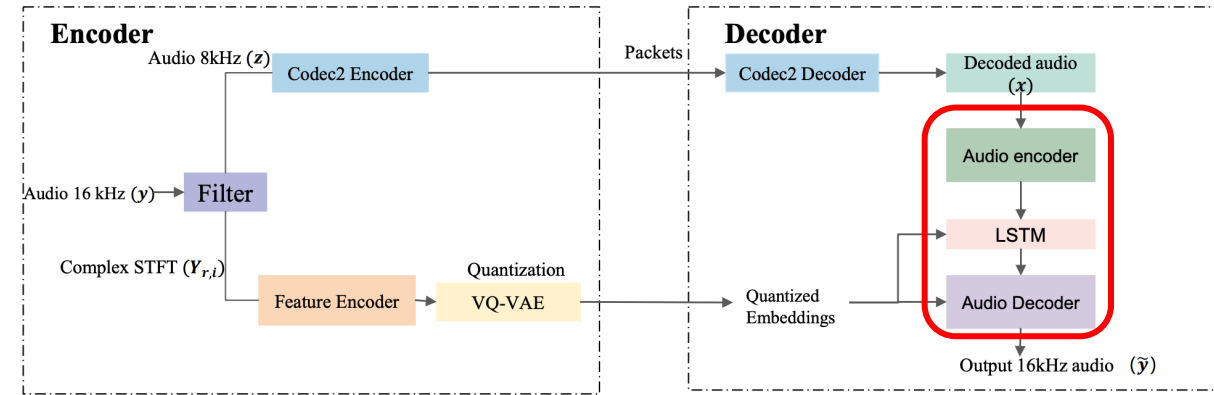 Encoder
Audio 8kHz (z)
Codec2 Encoder
Packets
Audio 16 kHz (y)
Filter
Complex STFT (Y_{r,i})
Feature Encoder
Quantization
VQ-VAE
Decoder
Codec2 Decoder
Decoded audio
(x)
Audio encoder
LSTM
Quantized
Embeddings
Audio Decoder
Output 16kHz audio (ỹ)